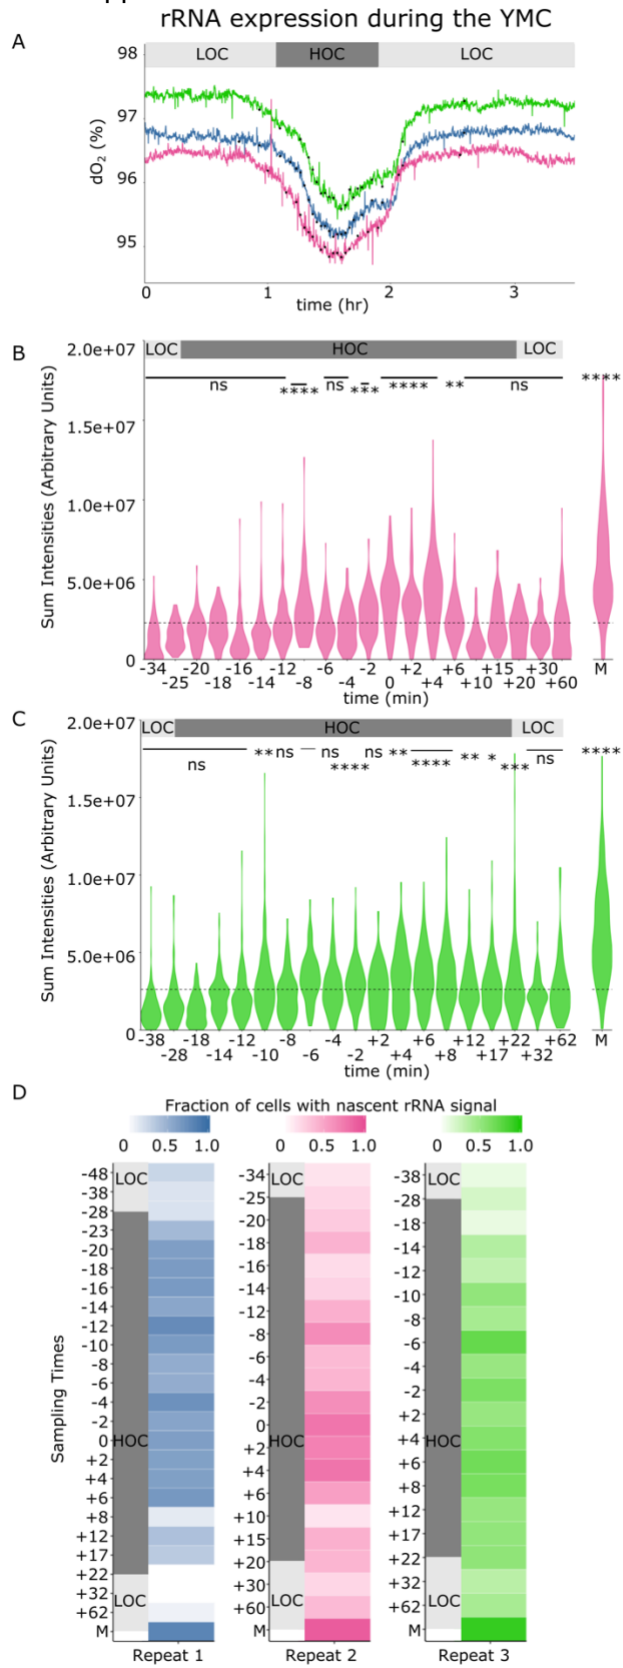 rRNA expression during the YMC
A
LOC HOC LOC
98
97
96
95
dO₂ (%)
0 1 2 3
time (hr)
B
LOC HOC LOC
2.0e+07
1.5e+07
1.0e+07
5.0e+06
0
Sum Intensities (Arbitrary Units)
ns **** ns *** **** ** ns ****
-34 -20 -16 -12 -6 -2 +2 +6 +15 +30 M
-25 -18 -14 -8 -4 0 +4 +10 +20 +60
time (min)
C
LOC HOC LOC
2.0e+07
1.5e+07
1.0e+07
5.0e+06
0
Sum Intensities (Arbitrary Units)
ns ** ns ns **** ns ** **** ** * *** ns ****
-38 -18 -12 -8 -4 +2 +6 +12 +22 +62 M
-28 -14 -10 -6 -2 +4 +8 +17 +32
time (min)
D
Fraction of cells with nascent rRNA signal
0 0.5 1.0 0 0.5 1.0 0 0.5 1.0
Sampling Times
-48
-38
-28
-23
-20
-18
-16
-14
-12
-10
-8
-6
-4
-2
0
+2
+4
+6
+8
+12
+17
+22
+32
+62
M
LOC
HOC
LOC
Repeat 1
-34
-25
-20
-18
-16
-14
-12
-8
-6
-4
-2
0
+2
+4
+6
+10
+15
+20
+30
+60
M
LOC
HOC
LOC
Repeat 2
-38
-28
-18
-14
-12
-10
-8
-6
-4
-2
+2
+4
+6
+8
+12
+17
+22
+32
+62
M
LOC
HOC
LOC
Repeat 3